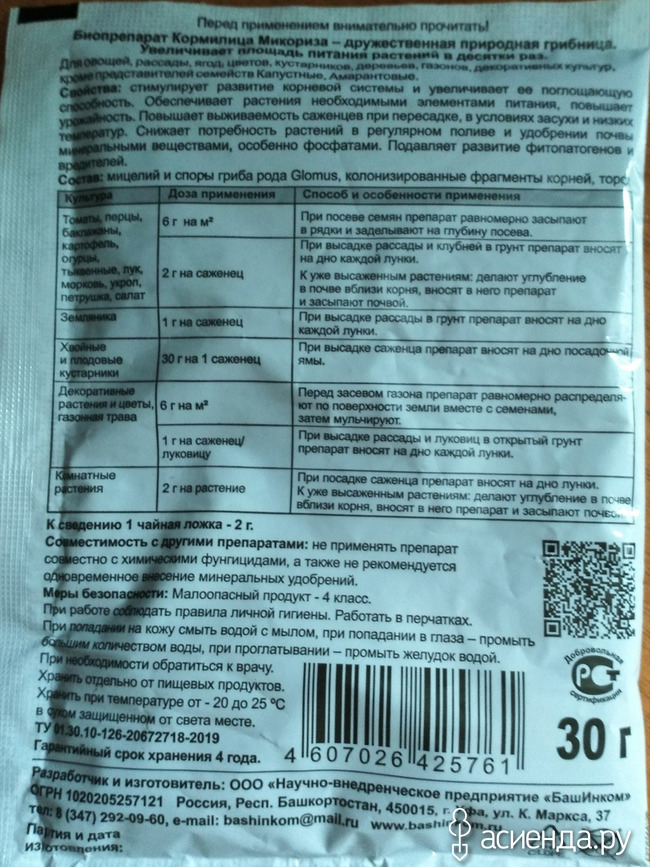 Перед применением внимательно прочитать!
Биопрепарат Кормилица Микориза – дружественная природная грибница.
Увеличивает площадь питания растений в десятки раз.
Для овощей, рассады, ягод, цветов, кустарников, деревьев, газонов, декоративных культур,
кроме представителей семейств Капустные, Амарантовые.
Свойства: стимулирует развитие корневой системы и увеличивает ее поглощающую
способность. Обеспечивает растения необходимыми элементами питания, повышает
урожайность. Повышает выживаемость саженцев при пересадке, в условиях засухи и низких
температур. Снижает потребность растений в регулярном поливе и удобрении почвы
минеральными веществами, особенно фосфатами. Подавляет развитие фитопатогенов и
вредителей.
Состав: мицелий и споры гриба рода Glomus, колонизированные фрагменты корней, торф
Культура Доза применения Способ и особенности применения
Томаты, перцы,
баклажаны,
картофель,
огурцы,
тыквенные, лук,
морковь, укроп,
петрушка, салат
6 г на м²
При посеве семян препарат равномерно засыпают
в рядки и заделывают на глубину посева.
2 г на саженец
При высадке рассады и клубней в грунт препарат вносят
на дно каждой лунки.
К уже высаженным растениям: делают углубление
в почве вблизи корня, вносят в него препарат
и засыпают почвой.
Земляника
1 г на саженец
При высадке рассады в грунт препарат вносят на дно
каждой лунки.
Хвойные
и плодовые
кустарники
30 г на 1 саженец
При высадке саженца препарат вносят на дно посадочной
ямы.
Декоративные
растения и цветы,
газонная трава
6 г на м²
Перед засевом газона препарат равномерно распределя-
ют по поверхности земли вместе с семенами,
затем мульчируют.
1 г на саженец/
луковицу
При высадке рассады и луковиц в открытый грунт
препарат вносят на дно каждой лунки.
Комнатные
растения
2 г на растение
При посадке саженца препарат вносят на дно лунки.
К уже высаженным растениям: делают углубление в почве
вблизи корня, вносят в него препарат и засыпают почвой.
К сведению 1 чайная ложка - 2 г.
Совместимость с другими препаратами: не применять препарат
совместно с химическими фунгицидами, а также не рекомендуется
одновременное внесение минеральных удобрений.
Меры безопасности: Малоопасный продукт - 4 класс.
При работе соблюдать правила личной гигиены. Работать в перчатках.
При попадании на кожу смыть водой с мылом, при попадании в глаза – промыть
большим количеством воды, при проглатывании – промыть желудок водой.
При необходимости обратиться к врачу.
Хранить отдельно от пищевых продуктов.
Хранить при температуре от - 20 до 25 ºС
в сухом защищенном от света месте.
ТУ 01.30.10-126-20672718-2019
Гарантийный срок хранения 4 года.
Добровольная
РСТ
сертификация
4 607026 425761
30 г
Разработчик и изготовитель: ООО «Научно-внедренческое предприятие «БашИнком»
ОГРН 1020205257121 Россия, Респ. Башкортостан, 450015, г. Уфа, ул. К. Маркса, 37
тел: 8 (347) 292-09-60, e-mail: bashinkom@mail.ru www.bashinkom.ru
Партия и дата
изготовления:
асиенда.ру